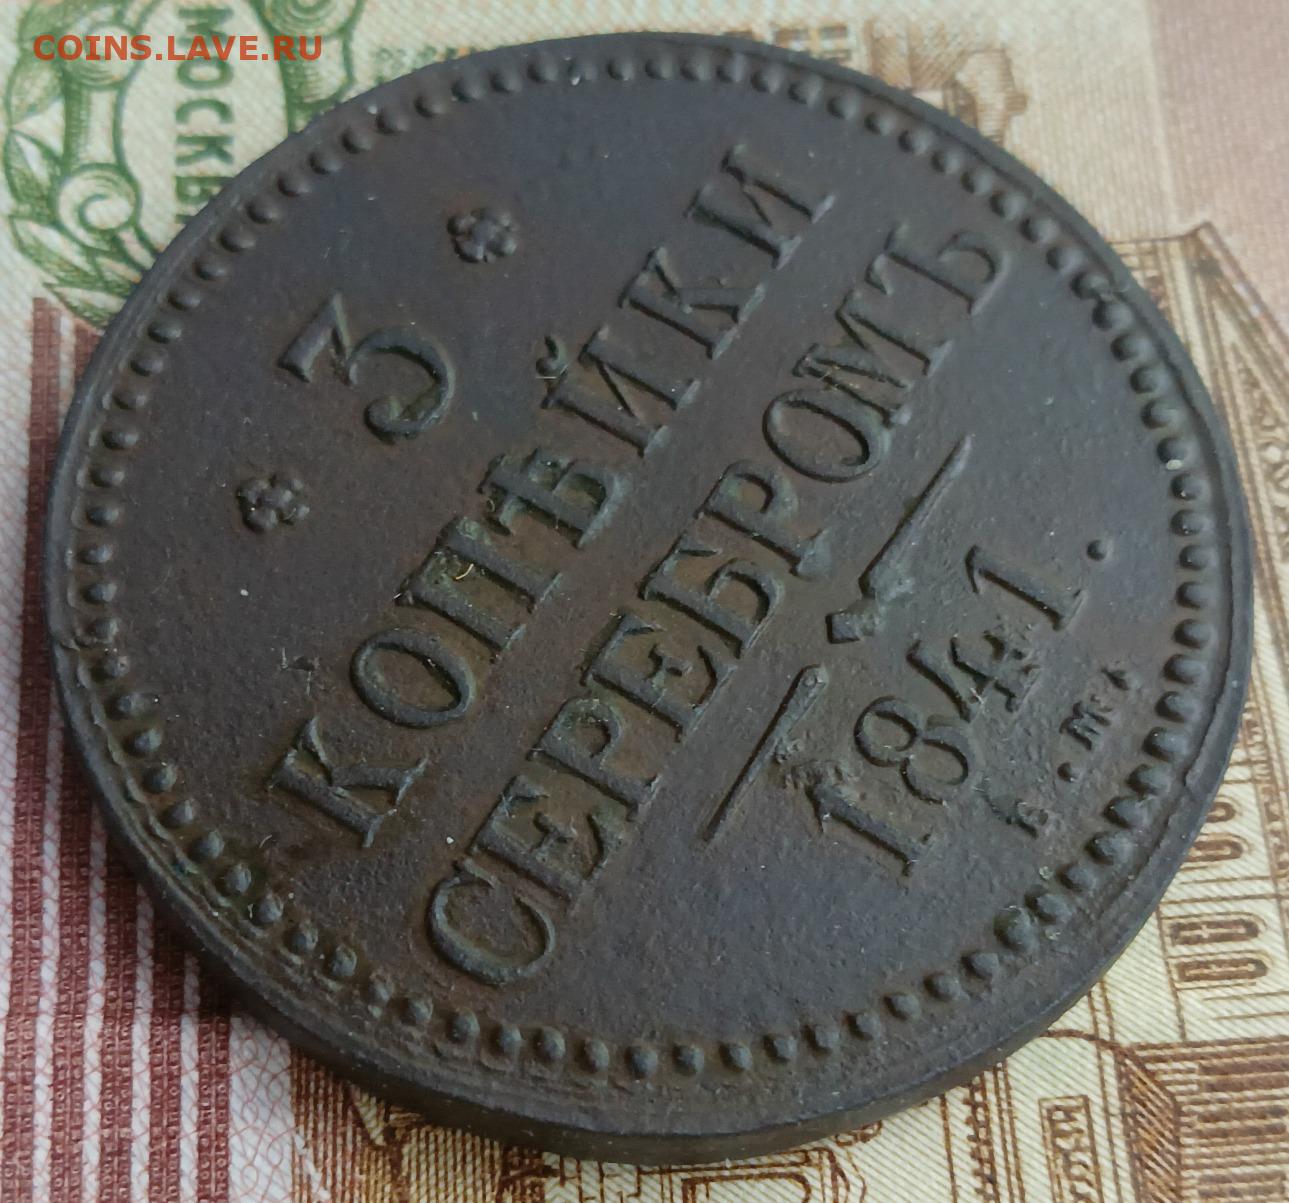 COINS.LAVE.RU
МОСКВ
* 3 *
КОПѢЙКИ
СЕРЕБРОМЪ
1841.